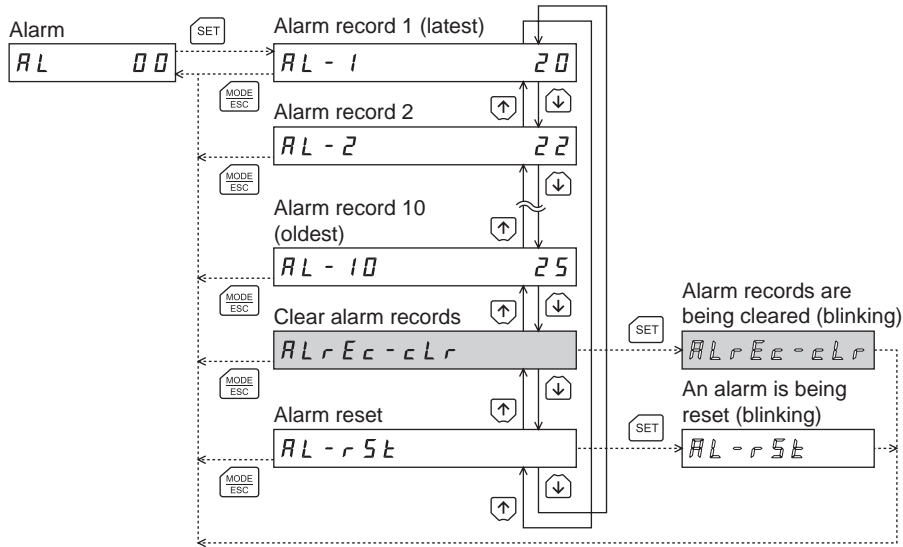 Alarm
SET
AL 00
Alarm record 1 (latest)
AL-1 20
MODE
ESC
Alarm record 2
AL-2 22
MODE
ESC
Alarm record 10
(oldest)
AL-10 25
MODE
ESC
Clear alarm records
ALrEc-cLr
SET
Alarm records are
being cleared (blinking)
ALrEc-cLr
MODE
ESC
Alarm reset
AL-rSt
SET
An alarm is being
reset (blinking)
AL-rSt
MODE
ESC